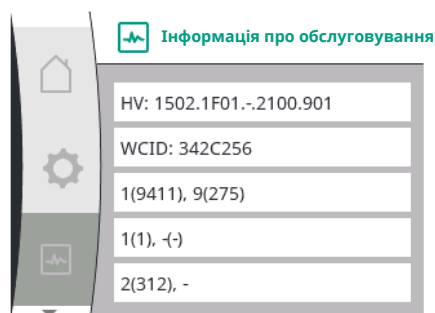 Інформація про обслуговування
HV: 1502.1F01.-.2100.901
WCID: 342C256
1(9411), 9(275)
1(1), -(-)
2(312), -